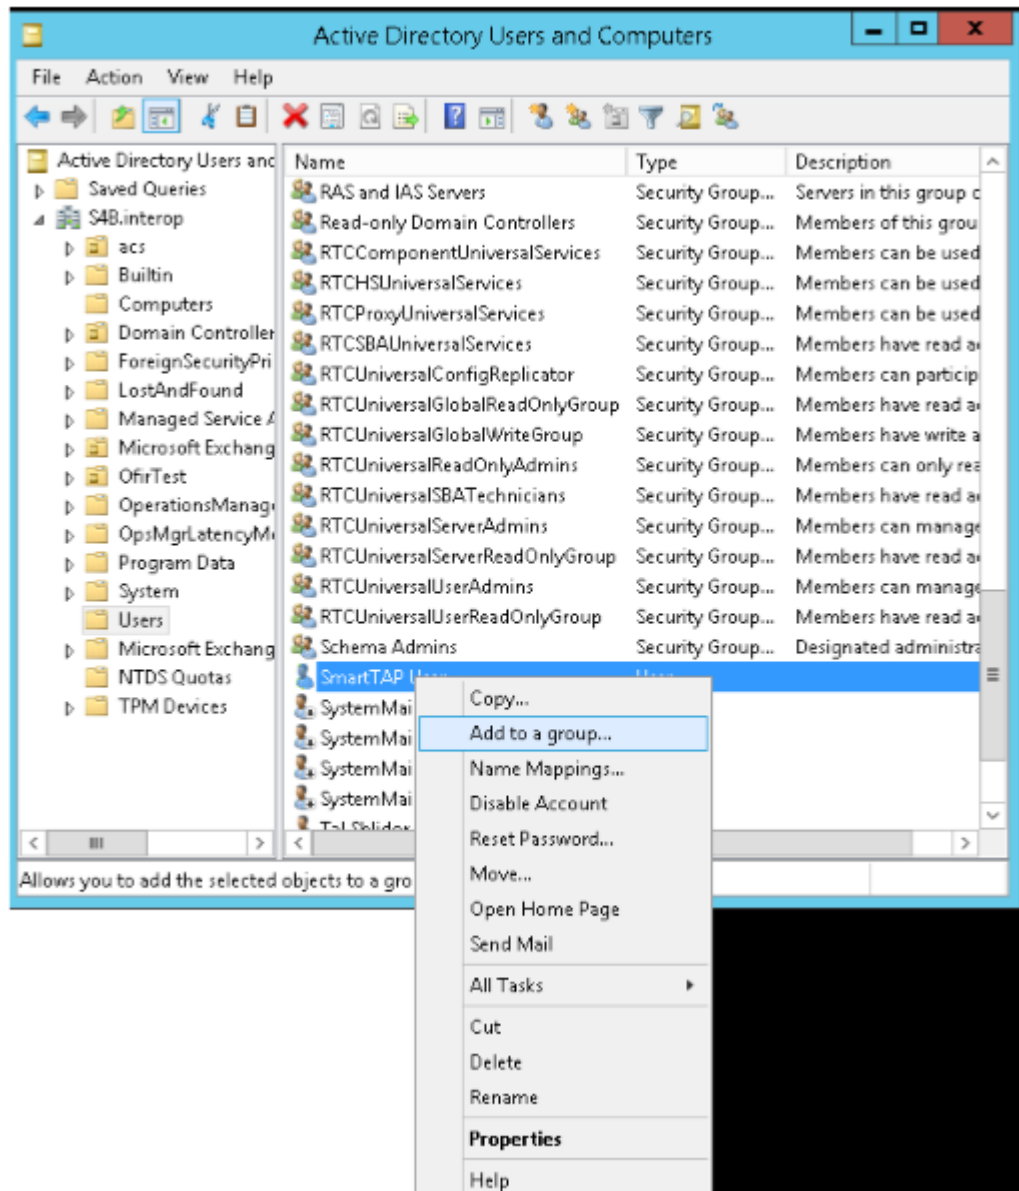 Active Directory Users and Computers
File Action View Help
Active Directory Users and
Saved Queries
S4B.interop
acs
Builtin
Computers
Domain Controller
ForeignSecurityPri
LostAndFound
Managed Service A
Microsoft Exchang
OfirTest
OperationsManag
OpsMgrLatencyM
Program Data
System
Users
Microsoft Exchang
NTDS Quotas
TPM Devices
Name Type Description
RAS and IAS Servers Security Group... Servers in this group c
Read-only Domain Controllers Security Group... Members of this grou
RTCComponentUniversalServices Security Group... Members can be used
RTCHSUniversalServices Security Group... Members can be used
RTCProxyUniversalServices Security Group... Members can be used
RTCSBAUniversalServices Security Group... Members have read a
RTCUniversalConfigReplicator Security Group... Members can particip
RTCUniversalGlobalReadOnlyGroup Security Group... Members have read a
RTCUniversalGlobalWriteGroup Security Group... Members have write a
RTCUniversalReadOnlyAdmins Security Group... Members can only rea
RTCUniversalSBATechnicians Security Group... Members have read a
RTCUniversalServerAdmins Security Group... Members can manage
RTCUniversalServerReadOnlyGroup Security Group... Members have read a
RTCUniversalUserAdmins Security Group... Members can manage
RTCUniversalUserReadOnlyGroup Security Group... Members have read a
Schema Admins Security Group... Designated administra
SmartTAP User
SystemMai
SystemMai
SystemMai
SystemMai
Copy...
Add to a group...
Name Mappings...
Disable Account
Reset Password...
Move...
Open Home Page
Send Mail
All Tasks
Cut
Delete
Rename
Properties
Help
Allows you to add the selected objects to a gro